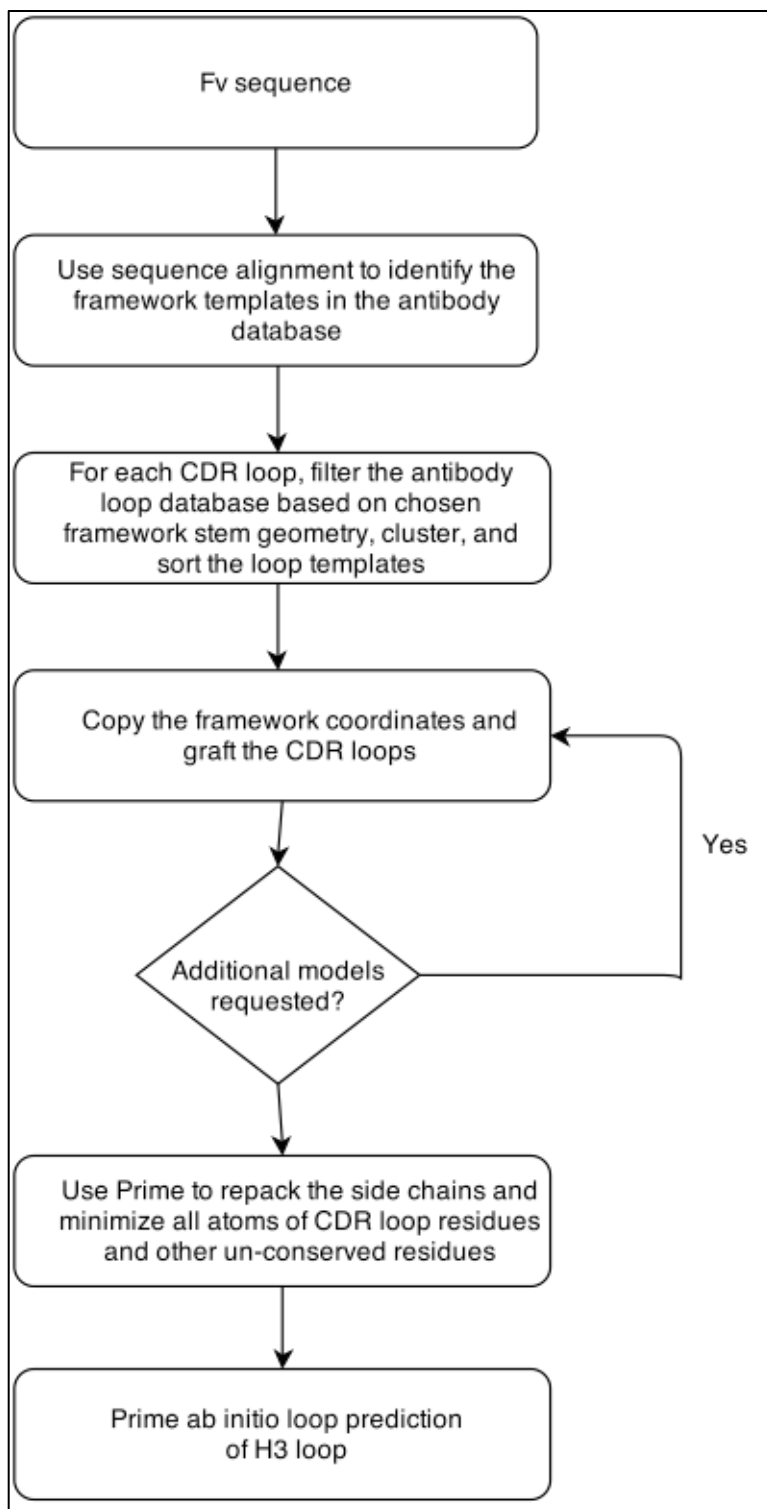 Fv sequence
Use sequence alignment to identify the
framework templates in the antibody
database
For each CDR loop, filter the antibody
loop database based on chosen
framework stem geometry, cluster, and
sort the loop templates
Copy the framework coordinates and
graft the CDR loops
Yes
Additional models
requested?
Use Prime to repack the side chains and
minimize all atoms of CDR loop residues
and other un-conserved residues
Prime ab initio loop prediction
of H3 loop